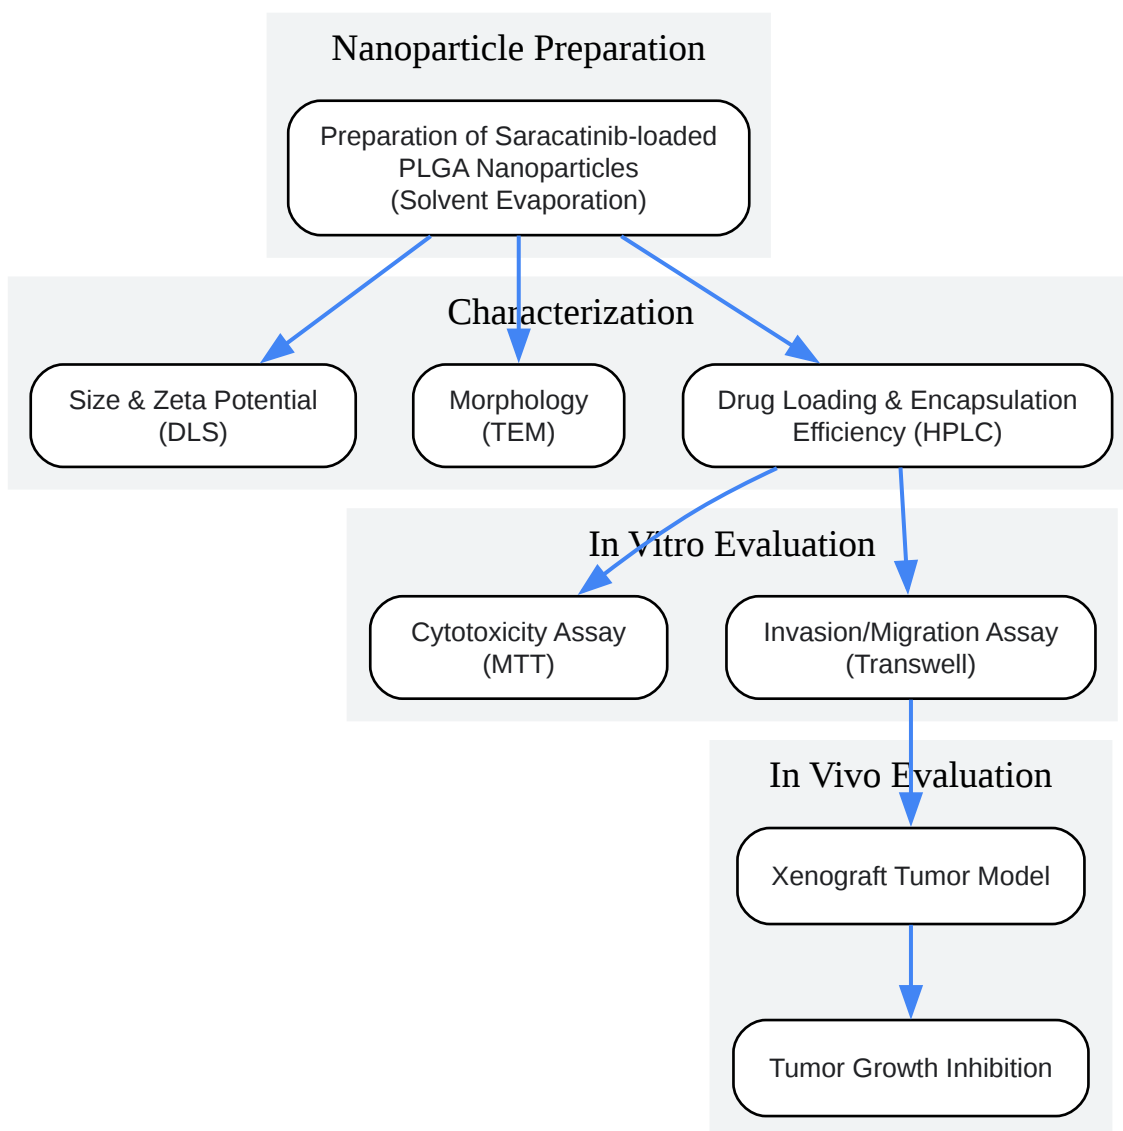 Nanoparticle Preparation
Preparation of Saracatinib-loaded
PLGA Nanoparticles
(Solvent Evaporation)
Characterization
Size & Zeta Potential
(DLS)
Morphology
(TEM)
Drug Loading & Encapsulation
Efficiency (HPLC)
In Vitro Evaluation
Cytotoxicity Assay
(MTT)
Invasion/Migration Assay
(Transwell)
In Vivo Evaluation
Xenograft Tumor Model
Tumor Growth Inhibition